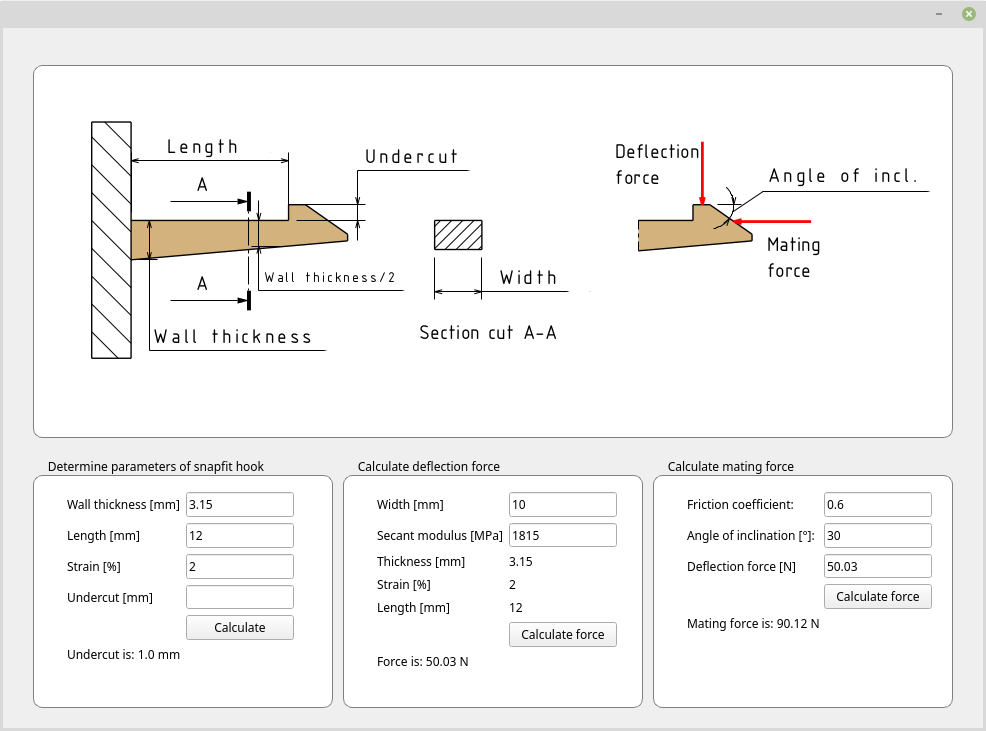 Length
Undercut
A
Wall thickness/2
A
Wall thickness
Width
Section cut A-A
Deflection
force
Angle of incl.
Mating
force
Determine parameters of snapfit hook
Wall thickness [mm] 3.15
Length [mm] 12
Strain [%] 2
Undercut [mm]
Calculate
Undercut is: 1.0 mm
Calculate deflection force
Width [mm] 10
Secant modulus [MPa] 1815
Thickness [mm] 3.15
Strain [%] 2
Length [mm] 12
Calculate force
Force is: 50.03 N
Calculate mating force
Friction coefficient: 0.6
Angle of inclination [°]: 30
Deflection force [N] 50.03
Calculate force
Mating force is: 90.12 N